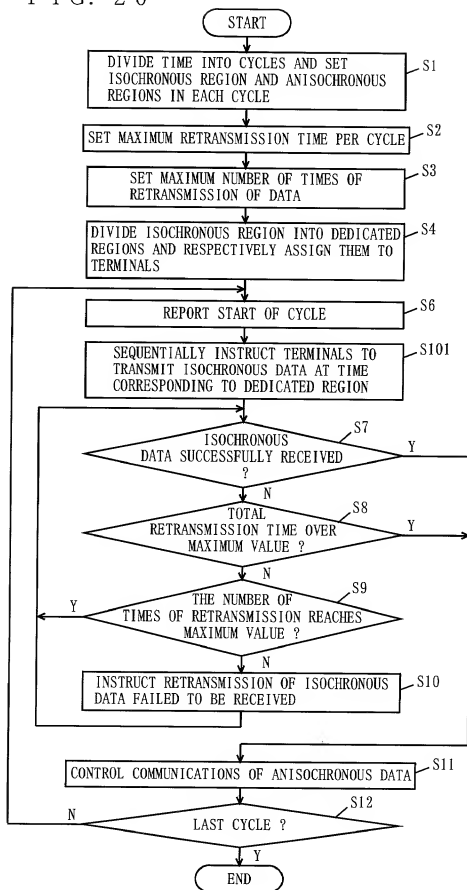 FIG. 20
START
DIVIDE TIME INTO CYCLES AND SET
ISOCHRONOUS REGION AND ANISOCHRONOUS
REGIONS IN EACH CYCLE
S1
SET MAXIMUM RETRANSMISSION TIME PER CYCLE
S2
SET MAXIMUM NUMBER OF TIMES OF
RETRANSMISSION OF DATA
S3
DIVIDE ISOCHRONOUS REGION INTO DEDICATED
REGIONS AND RESPECTIVELY ASSIGN THEM TO
TERMINALS
S4
REPORT START OF CYCLE
S6
SEQUENTIALLY INSTRUCT TERMINALS TO
TRANSMIT ISOCHRONOUS DATA AT TIME
CORRESPONDING TO DEDICATED REGION
S101
ISOCHRONOUS
DATA SUCCESSFULLY RECEIVED
?
S7
Y
N
TOTAL
RETRANSMISSION TIME OVER
MAXIMUM VALUE ?
S8
Y
N
THE NUMBER OF
TIMES OF RETRANSMISSION REACHES
MAXIMUM VALUE ?
S9
Y
N
INSTRUCT RETRANSMISSION OF ISOCHRONOUS
DATA FAILED TO BE RECEIVED
S10
CONTROL COMMUNICATIONS OF ANISOCHRONOUS DATA
S11
LAST CYCLE ?
S12
N
Y
END